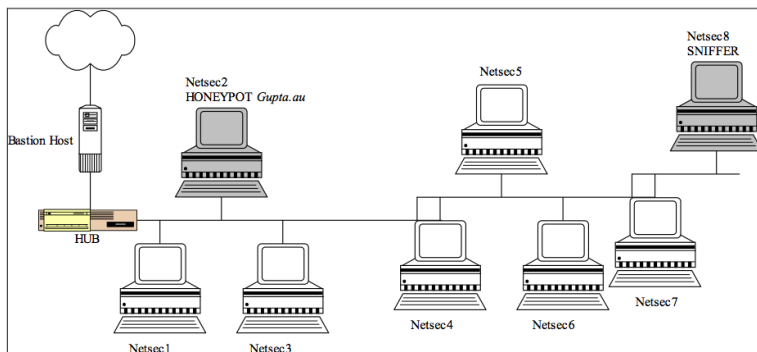 Netsec8
SNIFFER
Netsec5
Netsec2
HONEYPOT Gupta.au
Bastion Host
HUB
Netsec7
Netsec4
Netsec6
Netsec1
Netsec3